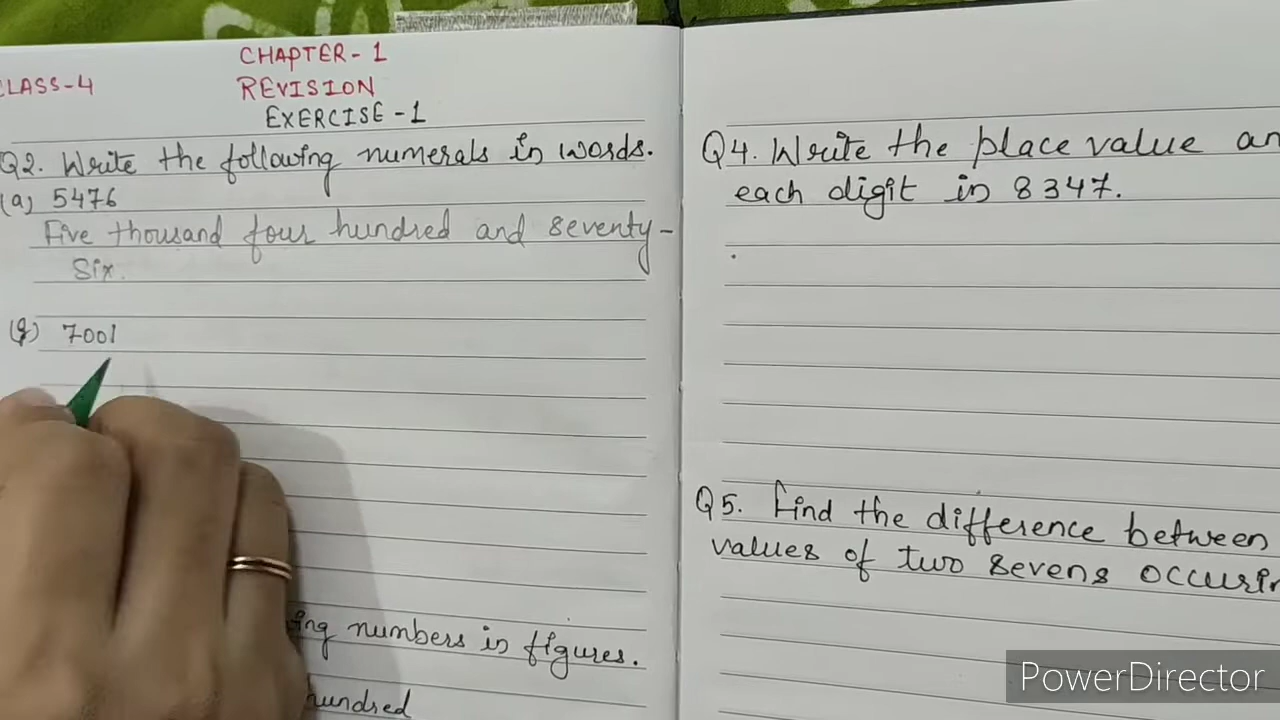 CHAPTER-1
CLASS-4
REVISION
EXERCISE-1
Q2. Write the following numerals in words.
(a) 5476
Five thousand four hundred and seventy-
Six.
(g) 7001
numbers in figures.
hundred
Q4. Write the place value
each digit in 8347.
Q5. Find the difference between
values of two sevens
PowerDirector